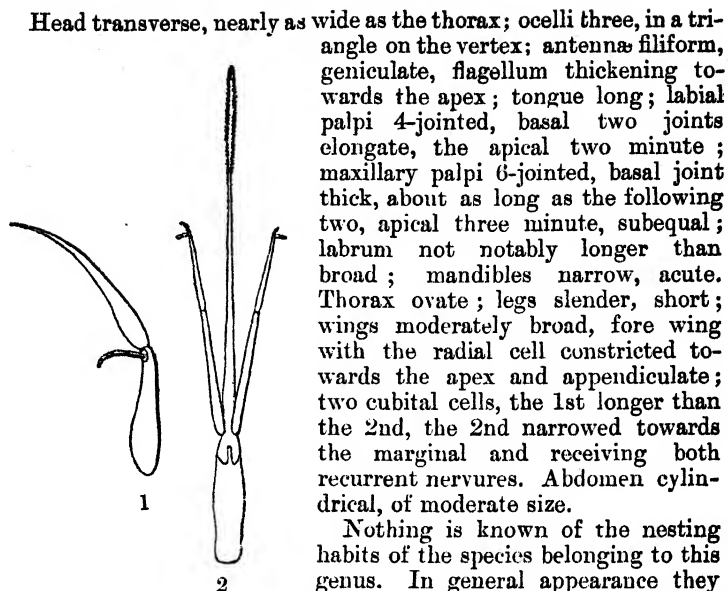 Head transverse, nearly as wide as the thorax; ocelli three, in a tri-
angle on the vertex; antennæ filiform,
geniculate, flagellum thickening to-
wards the apex; tongue long; labial
palpi 4-jointed, basal two joints
elongate, the apical two minute;
maxillary palpi 6-jointed, basal joint
thick, about as long as the following
two, apical three minute, subequal;
labrum not notably longer than
broad; mandibles narrow, acute.
Thorax ovate; legs slender, short;
wings moderately broad, fore wing
with the radial cell constricted to-
wards the apex and appendiculate;
two cubital cells, the 1st longer than
the 2nd, the 2nd narrowed towards
the marginal and receiving both
recurrent nervures. Abdomen cylin-
drical, of moderate size.
Nothing is known of the nesting
habits of the species belonging to this
genus. In general appearance they
1
2